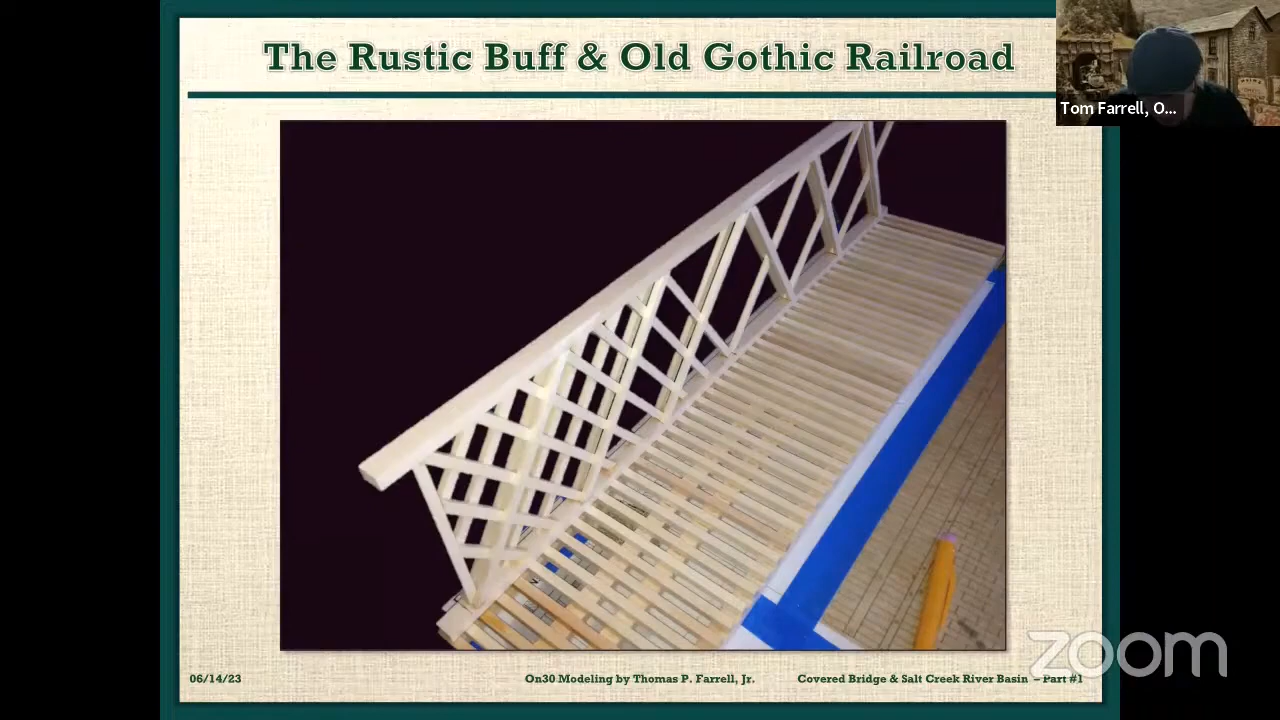 The Rustic Buff & Old Gothic Railroad
Tom Farrell, O...
06/14/23
On30 Modeling by Thomas P. Farrell, Jr.
Covered Bridge & Salt Creek River Basin – Part #1
zoom